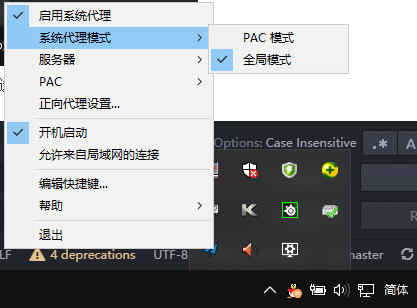 启用系统代理
系统代理模式
服务器
PAC
正向代理设置...
开机启动
允许来自局域网的连接
编辑快捷键...
帮助
退出
PAC 模式
全局模式
Options: Case Insensitive
.*
A
R
LF
4 deprecations
UTF-8
master
简体